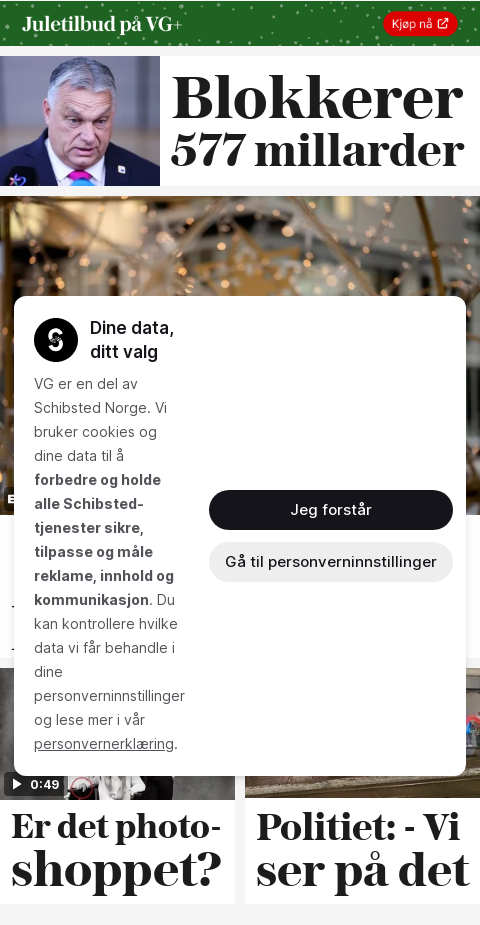 Juletilbud på VG+
Kjøp nå
Blokkerer
577 millarder
Dine data,
ditt valg
VG er en del av
Schibsted Norge. Vi
bruker cookies og
dine data til å
forbedre og holde
alle Schibsted-
tjenester sikre,
tilpasse og måle
reklame, innhold og
kommunikasjon. Du
kan kontrollere hvilke
data vi får behandle i
dine
personverninnstillinger
og lese mer i vår
personvernerklæring.
Jeg forstår
Gå til personverninnstillinger
0:49
Er det photo-
shoppet?
Politiet: - Vi
ser på det